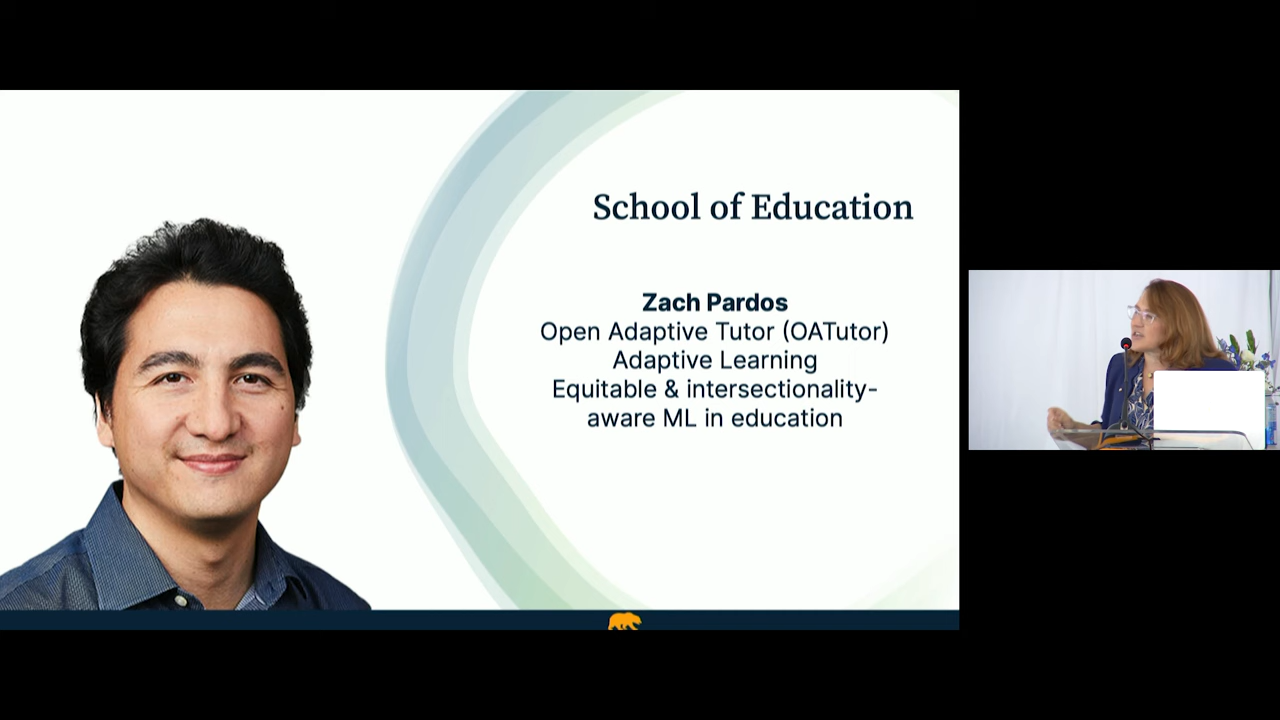 School of Education
Zach Pardos
Open Adaptive Tutor (OATutor)
Adaptive Learning
Equitable & intersectionality-
aware ML in education